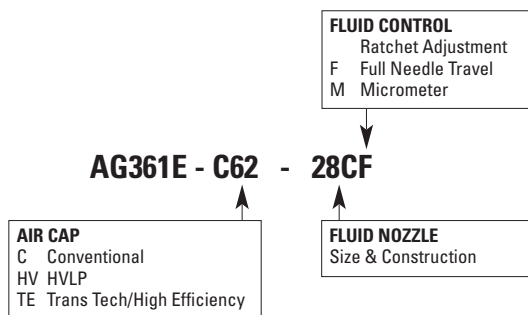 FLUID CONTROL
Ratchet Adjustment
F Full Needle Travel
M Micrometer
AG361E - C62 - 28CF
AIR CAP
C Conventional
HV HVLP
TE Trans Tech/High Efficiency
FLUID NOZZLE
Size & Construction